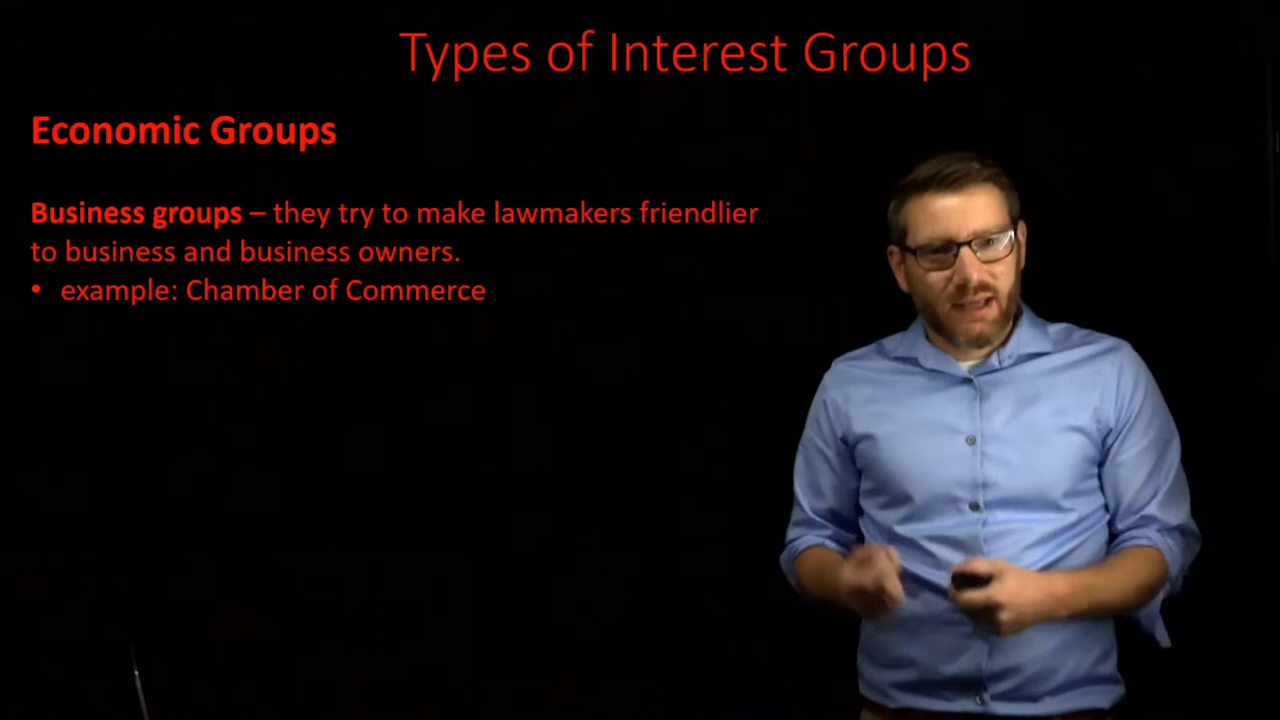 Types of Interest Groups
Economic Groups
Business groups – they try to make lawmakers friendlier
to business and business owners.
• example: Chamber of Commerce